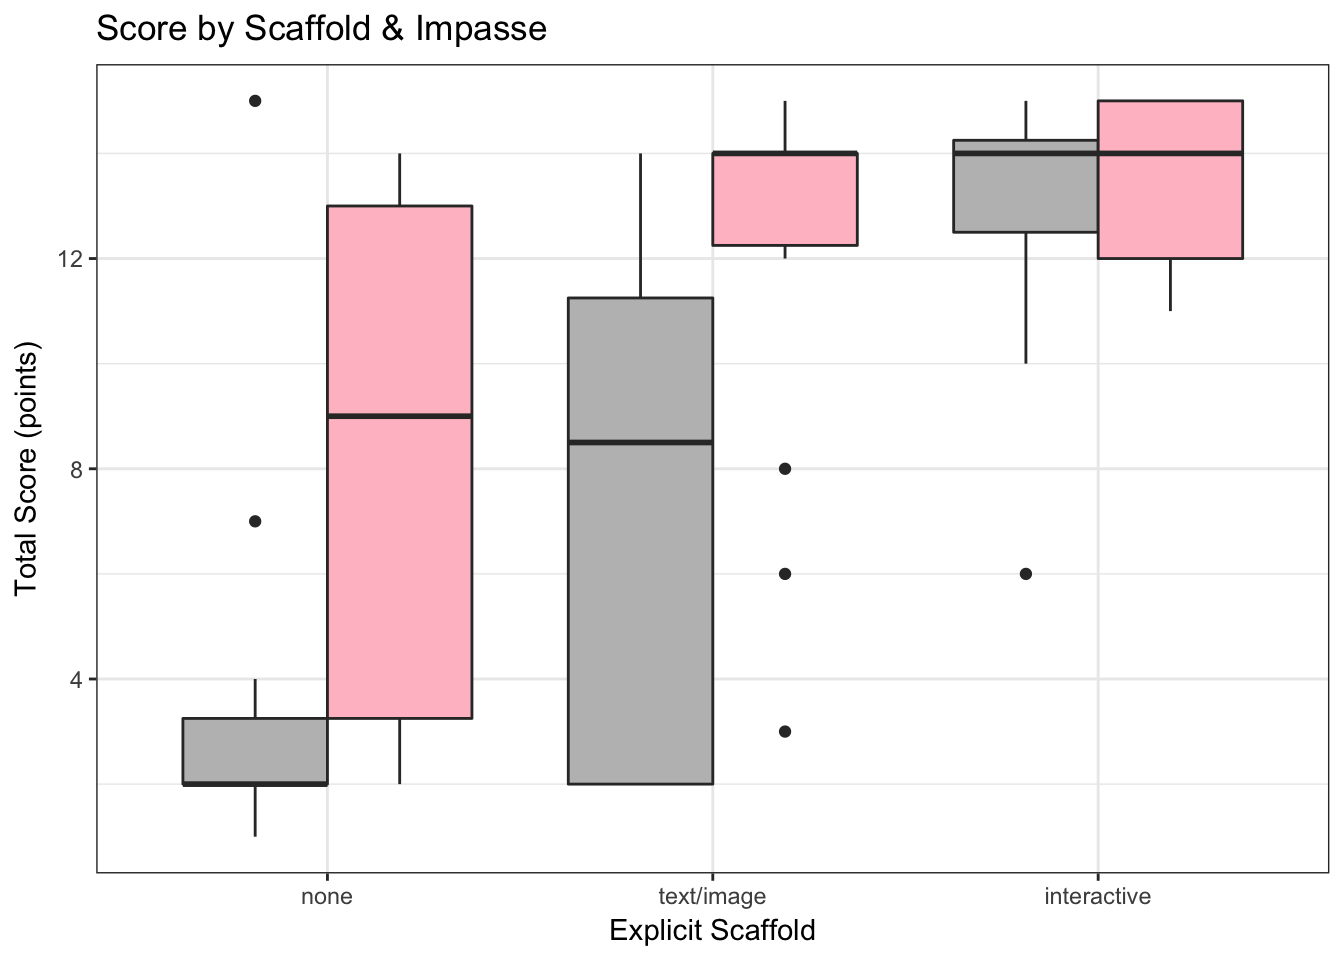 Score by Scaffold & Impasse
Total Score (points)
12
8
4
none
text/image
interactive
Explicit Scaffold